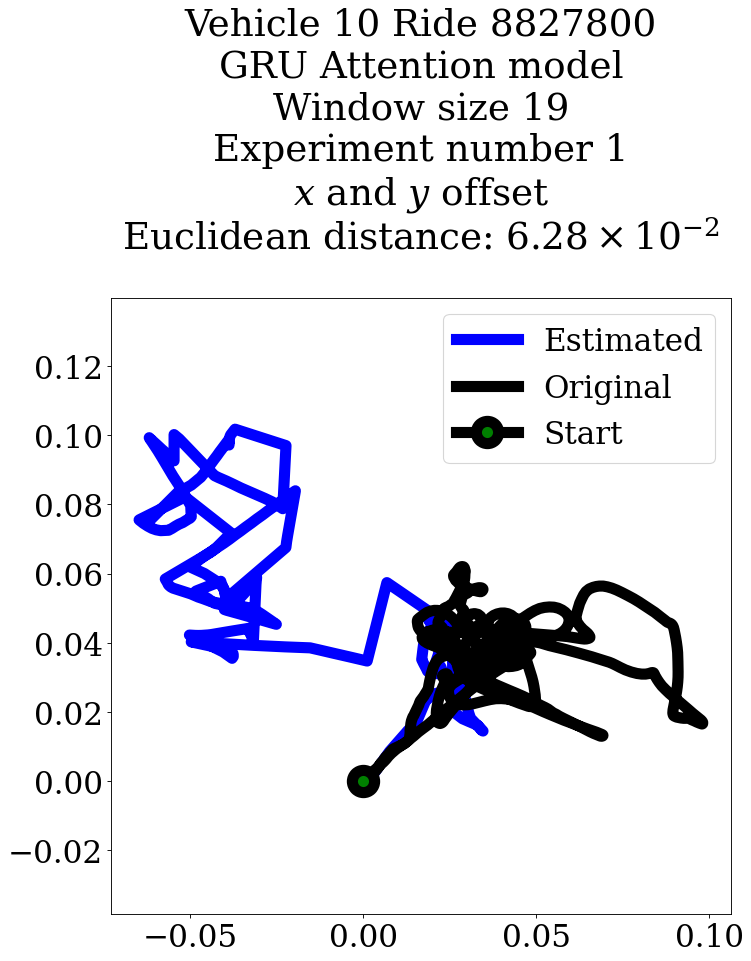 Vehicle 10 Ride 8827800
GRU Attention model
Window size 19
Experiment number 1
x and y offset
Euclidean distance: 6.28 × 10⁻²
Estimated
Original
Start
0.12
0.10
0.08
0.06
0.04
0.02
0.00
−0.02
−0.05
0.00
0.05
0.10